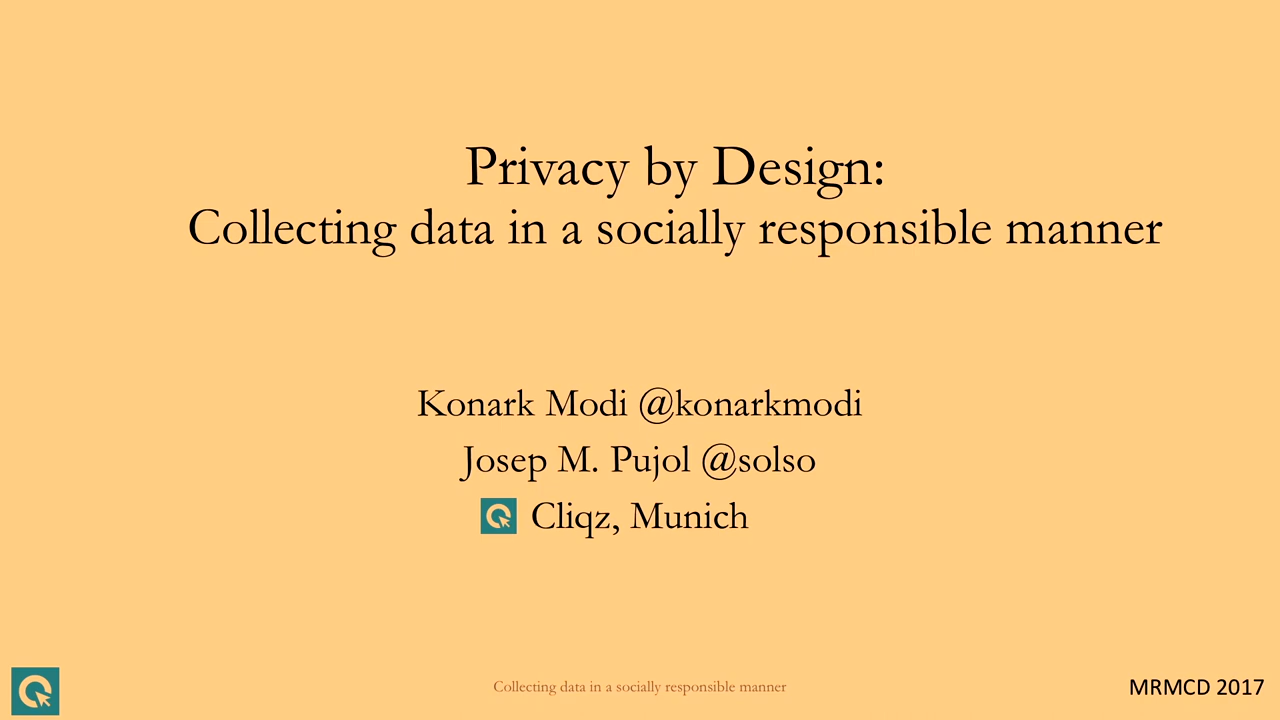 Privacy by Design:
Collecting data in a socially responsible manner
Konark Modi @konarkmodi
Josep M. Pujol @solso
Cliqz, Munich
Collecting data in a socially responsible manner
MRMCD 2017